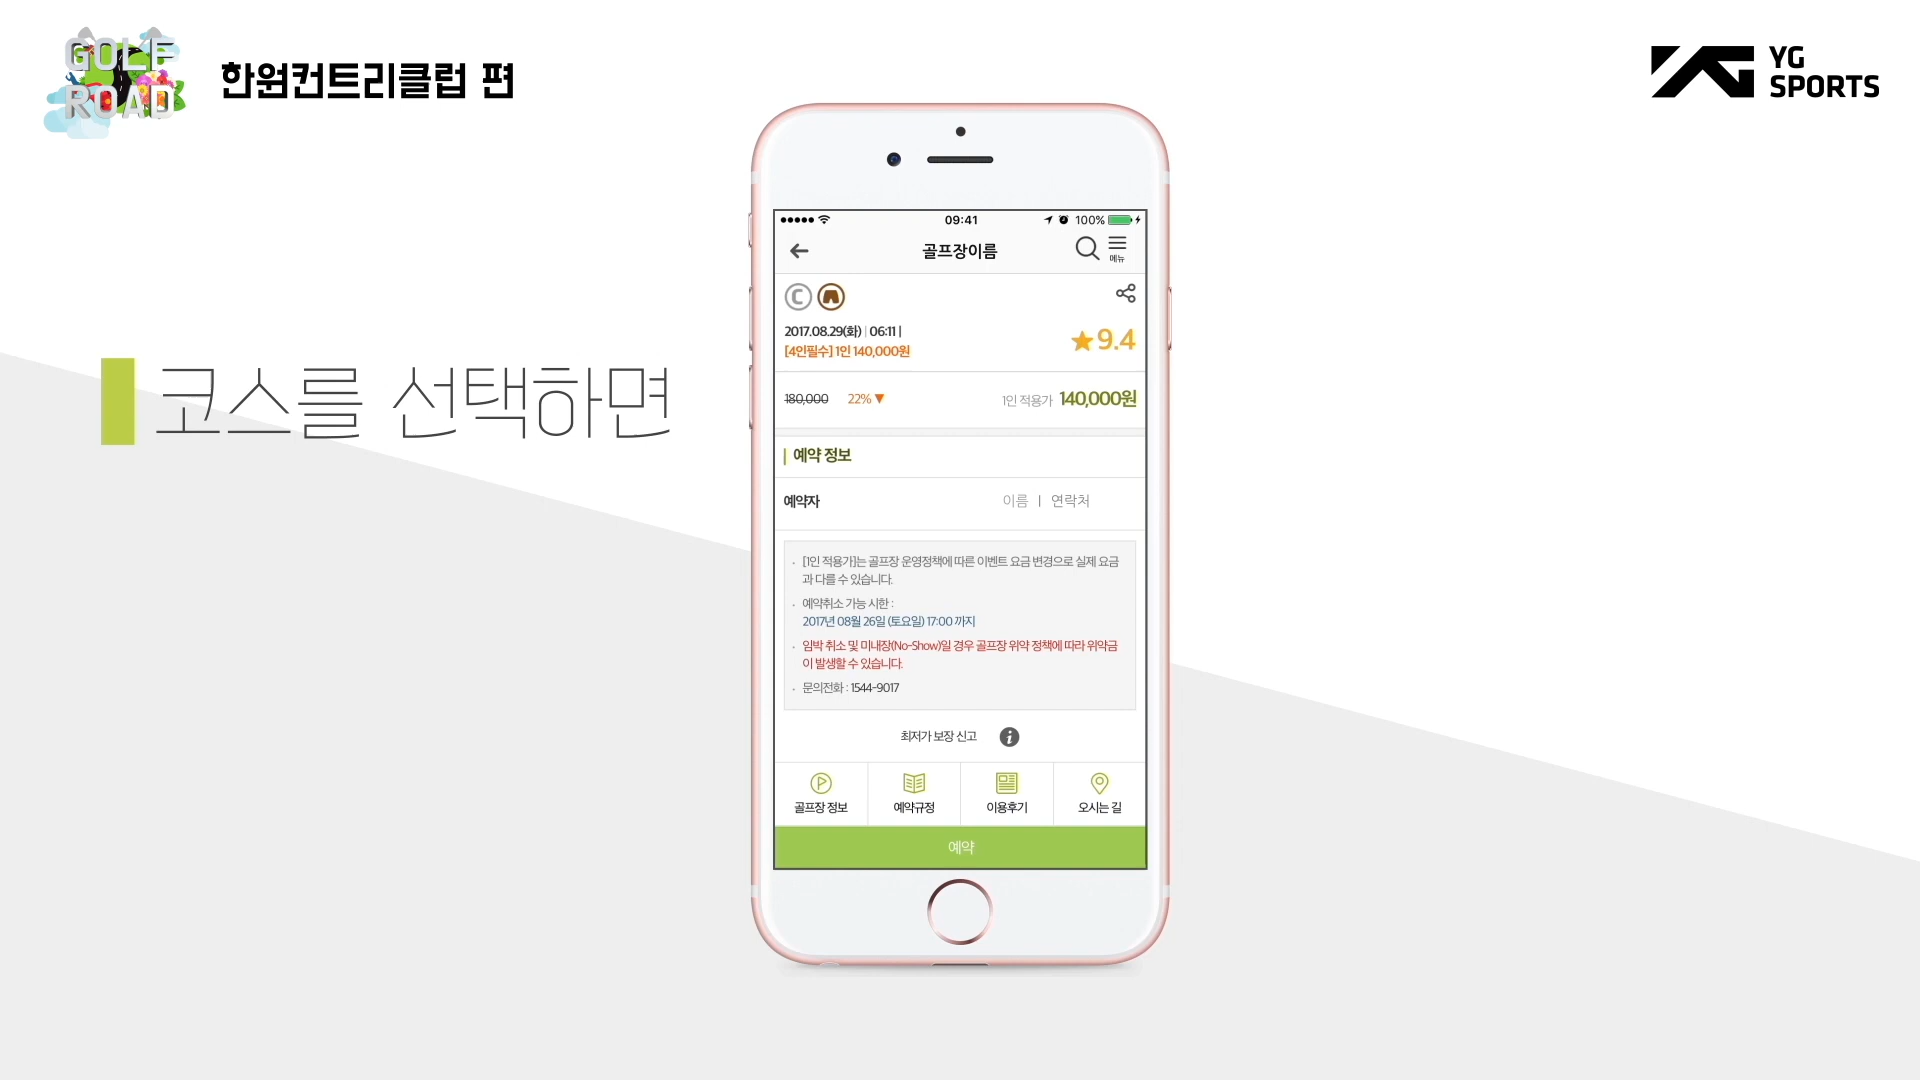 GOLF
ROAD
한원컨트리클럽 편
YG
SPORTS
코스를 선택하면
09:41
100%
골프장이름
메뉴
C
2017.08.29(화) | 06:11 |
[4인필수] 1인 140,000원
9.4
180,000 22% ▼ 1인 적용가 140,000원
예약 정보
예약자 이름 | 연락처
· [1인 적용가]는 골프장 운영정책에 따른 이벤트 요금 변경으로 실제 요금
과 다를 수 있습니다.
· 예약취소 가능 시한 :
2017년 08월 26일 (토요일) 17:00 까지
· 임박 취소 및 미내장(No-Show)일 경우 골프장 위약 정책에 따라 위약금
이 발생할 수 있습니다.
· 문의전화 : 1544-9017
최저가 보장 신고
골프장 정보 예약규정 이용후기 오시는 길
예약